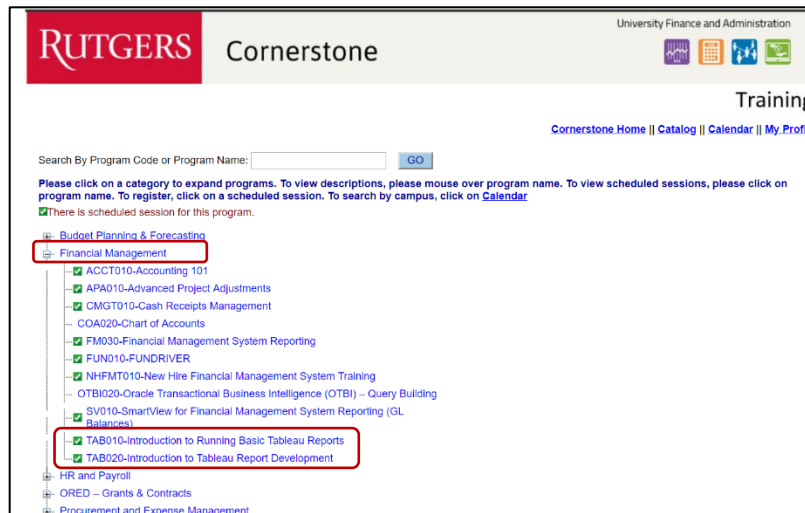 RUTGERS
Cornerstone
University Finance and Administration
Training
Cornerstone Home || Catalog || Calendar || My Profi
Search By Program Code or Program Name:
GO
Please click on a category to expand programs. To view descriptions, please mouse over program name. To view scheduled sessions, please click on
program name. To register, click on a scheduled session. To search by campus, click on Calendar
There is scheduled session for this program.
Budget Planning & Forecasting
Financial Management
ACCT010-Accounting 101
APA010-Advanced Project Adjustments
CMGT010-Cash Receipts Management
COA020-Chart of Accounts
FM030-Financial Management System Reporting
FUN010-FUNDRIVER
NHFMT010-New Hire Financial Management System Training
OTBI020-Oracle Transactional Business Intelligence (OTBI) – Query Building
SV010-SmartView for Financial Management System Reporting (GL
Balances)
TAB010-Introduction to Running Basic Tableau Reports
TAB020-Introduction to Tableau Report Development
HR and Payroll
ORED – Grants & Contracts
Procurement and Expense Management